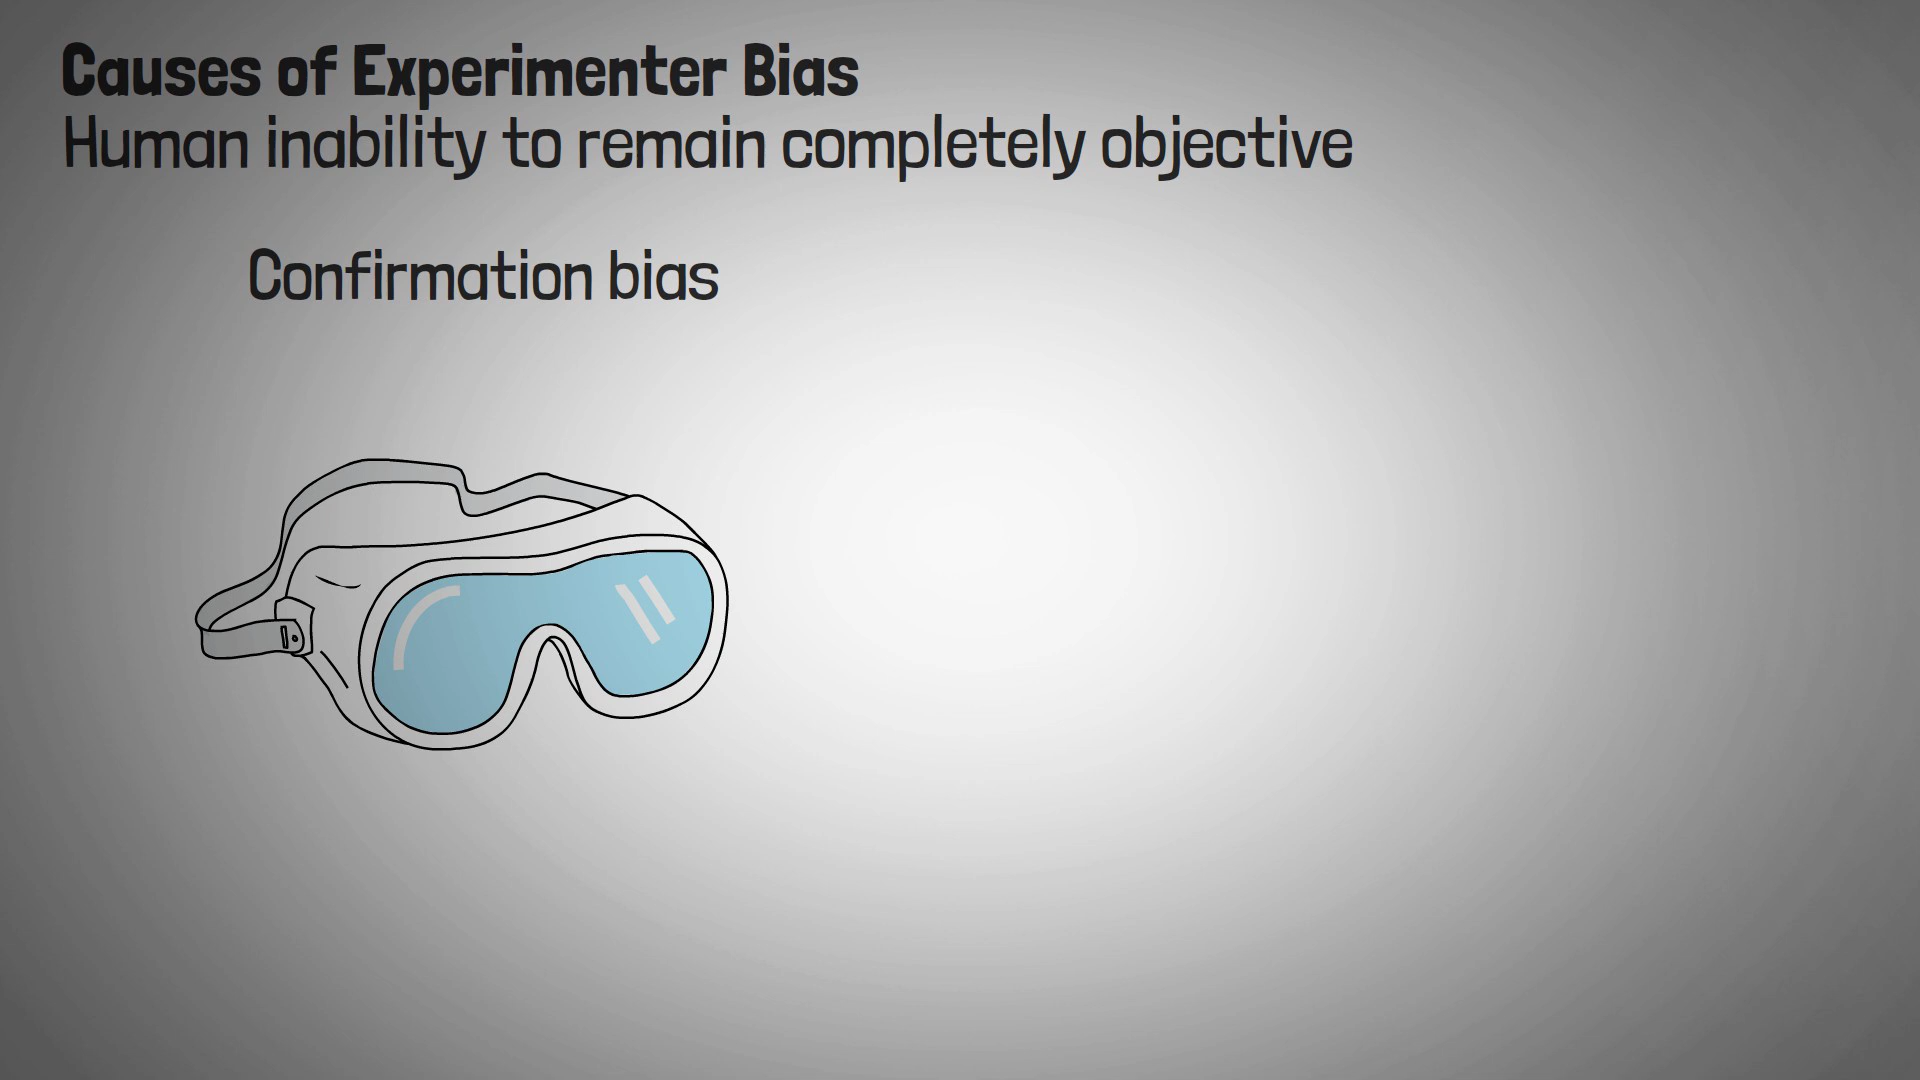 Causes of Experimenter Bias
Human inability to remain completely objective
Confirmation bias